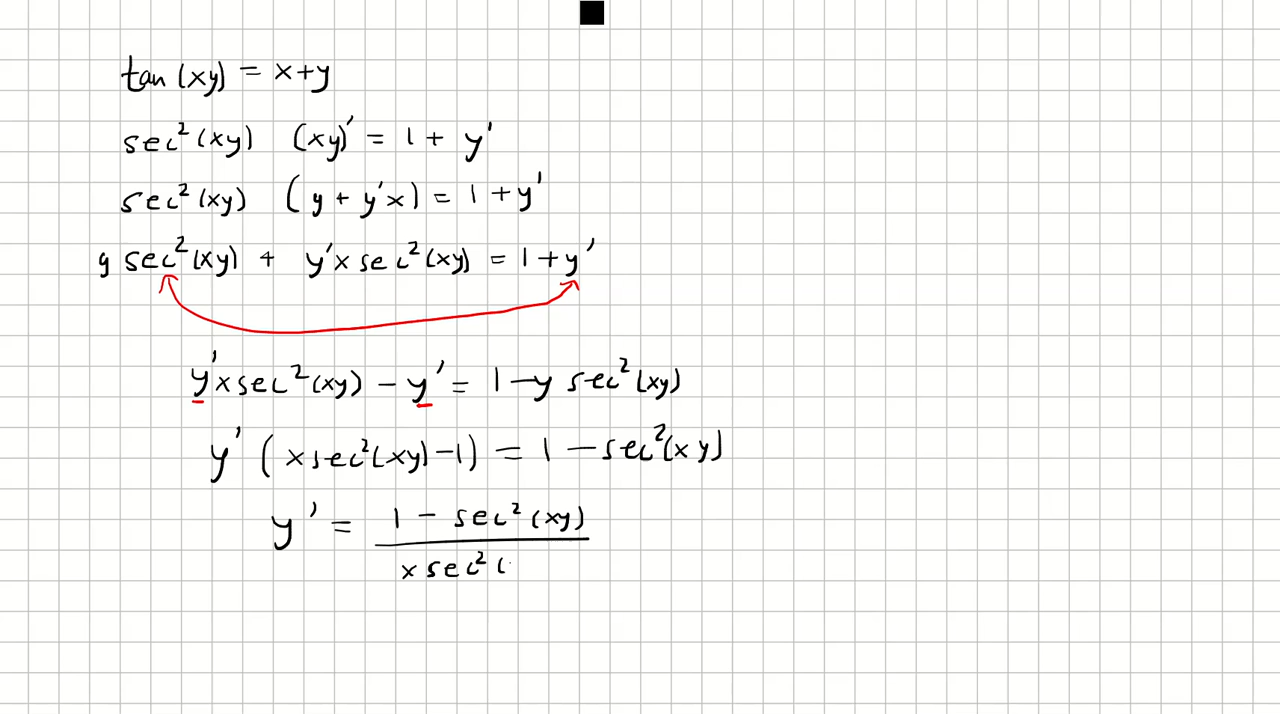 tan (xy) = x+y
sec²(xy) (xy)' = 1 + y'
sec²(xy) (y + y'x) = 1 + y'
y sec²(xy) + y'x sec²(xy) = 1 + y'
y'x sec²(xy) - y' = 1 - y sec²(xy)
y' (x sec²(xy) - 1) = 1 - sec²(xy)
y' = 1 - sec²(xy)
x sec² (